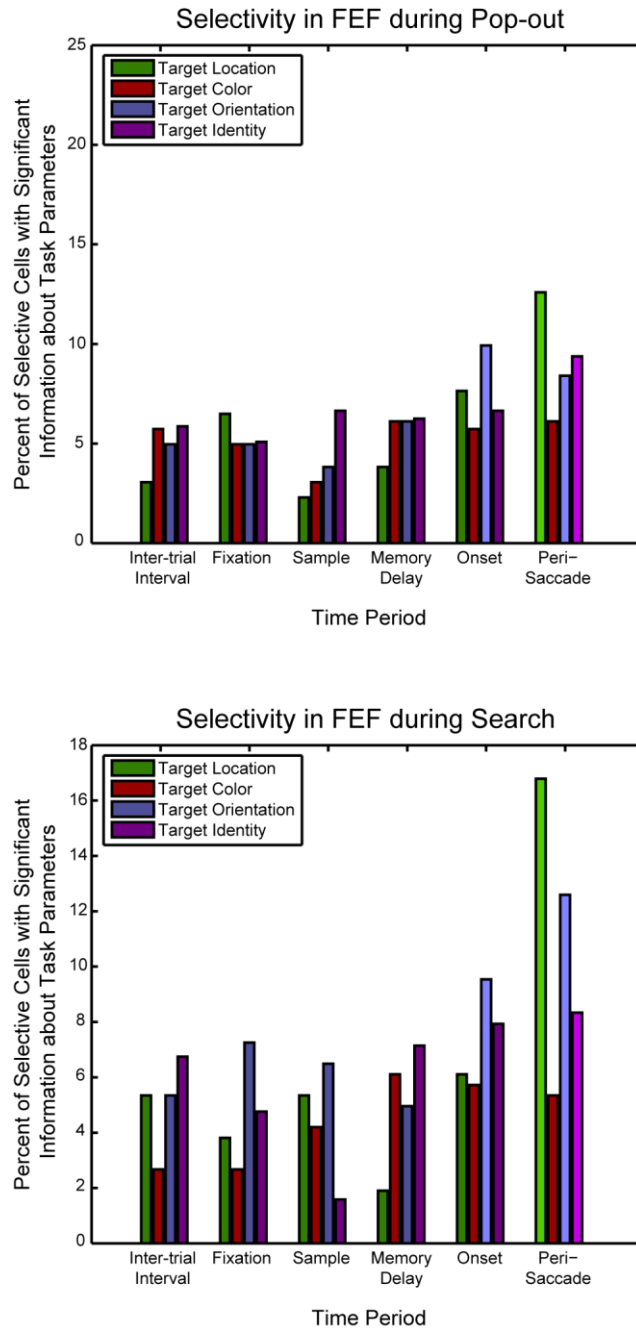 Selectivity in FEF during Pop-out
25
20
15
10
5
0
Percent of Selective Cells with Significant
Information about Task Parameters
Target Location
Target Color
Target Orientation
Target Identity
Inter-trial Interval
Fixation
Sample
Memory Delay
Onset
Peri-Saccade
Time Period
Selectivity in FEF during Search
18
16
14
12
10
8
6
4
2
0
Percent of Selective Cells with Significant
Information about Task Parameters
Target Location
Target Color
Target Orientation
Target Identity
Inter-trial Interval
Fixation
Sample
Memory Delay
Onset
Peri-Saccade
Time Period